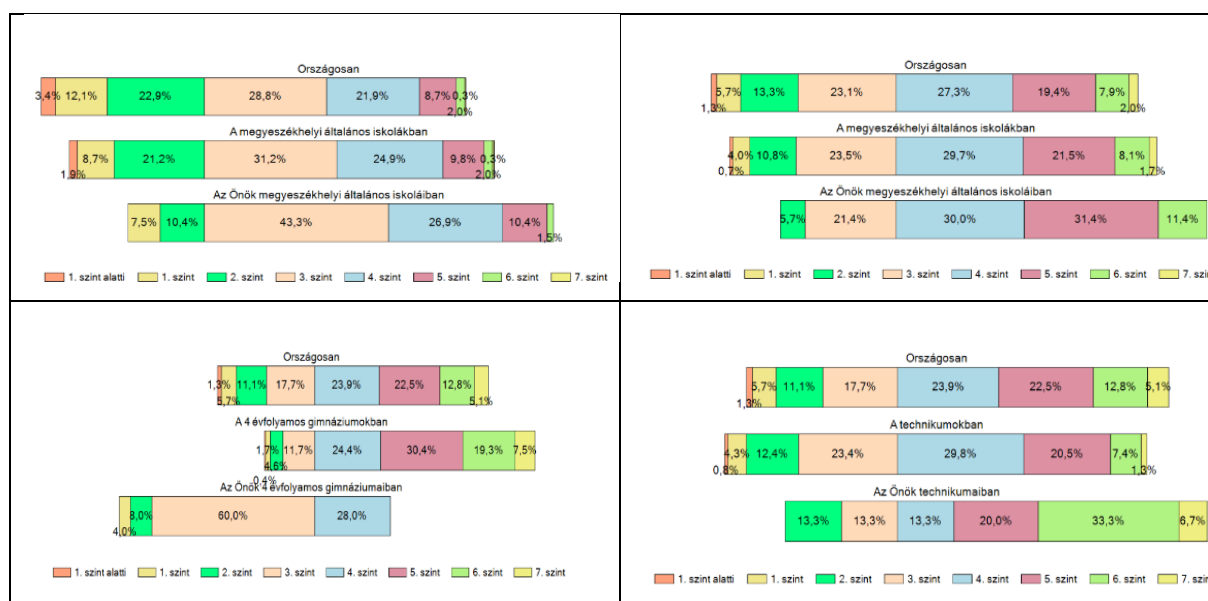 Országosan
3,4% 12,1% 22,9% 28,8% 21,9% 8,7% 0,3%
2,0%
A megyeszékhelyi általános iskolákban
8,7% 21,2% 31,2% 24,9% 9,8% 0,3%
1,9% 2,0%
Az Önök megyeszékhelyi általános iskoláiban
7,5% 10,4% 43,3% 26,9% 10,4%
1,5%
1. szint alatti 1. szint 2. szint 3. szint 4. szint 5. szint 6. szint 7. szint
Országosan
5,7% 13,3% 23,1% 27,3% 19,4% 7,9%
1,3% 2,0%
A megyeszékhelyi általános iskolákban
4,0% 10,8% 23,5% 29,7% 21,5% 8,1%
0,7% 1,7%
Az Önök megyeszékhelyi általános iskoláiban
5,7% 21,4% 30,0% 31,4% 11,4%
1. szint alatti 1. szint 2. szint 3. szint 4. szint 5. szint 6. szint 7. szint
Országosan
1,3% 11,1% 17,7% 23,9% 22,5% 12,8%
5,7% 5,1%
A 4 évfolyamos gimnáziumokban
1,7% 11,7% 24,4% 30,4% 19,3% 7,5%
4,6%
0,4%
Az Önök 4 évfolyamos gimnáziumaiban
8,0% 60,0% 28,0%
4,0%
1. szint alatti 1. szint 2. szint 3. szint 4. szint 5. szint 6. szint 7. szint
Országosan
5,7% 11,1% 17,7% 23,9% 22,5% 12,8% 5,1%
1,3%
A technikumokban
4,3% 12,4% 23,4% 29,8% 20,5% 7,4%
0,8% 1,3%
Az Önök technikumaiban
13,3% 13,3% 13,3% 20,0% 33,3% 6,7%
1. szint alatti 1. szint 2. szint 3. szint 4. szint 5. szint 6. szint 7. szint